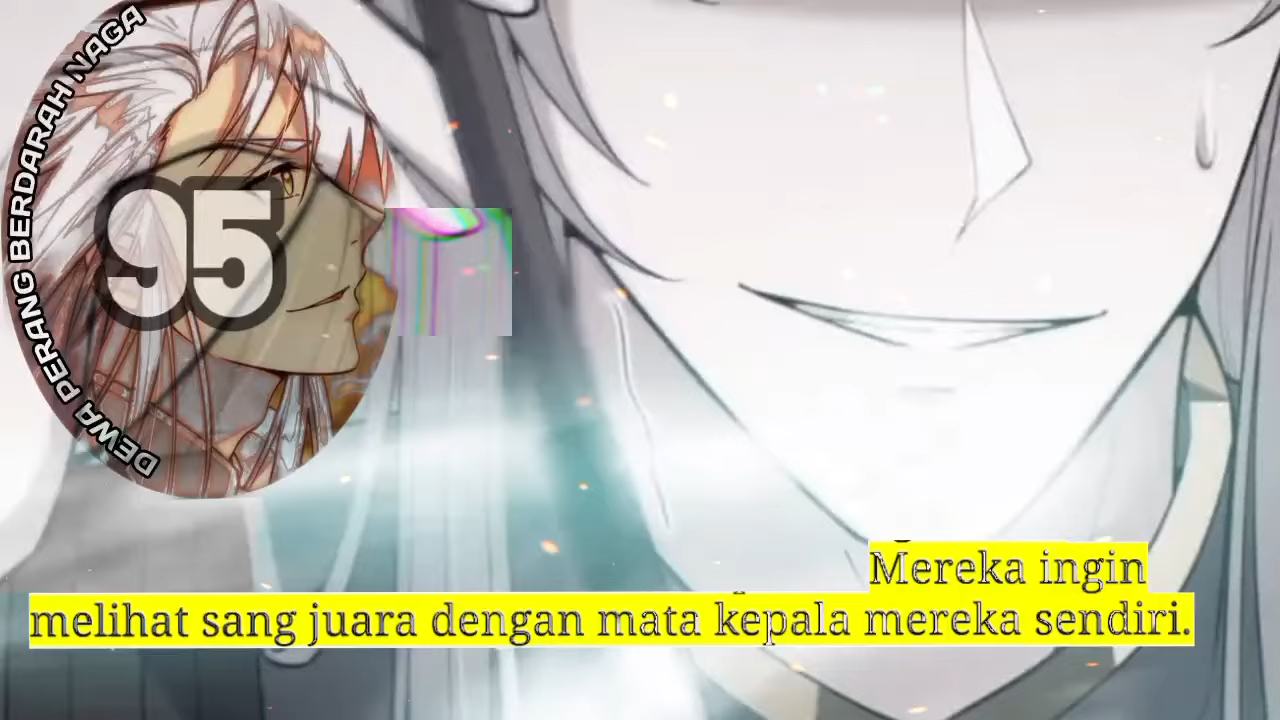 DEWA PERANG BERDARAH NAGA
95
Mereka ingin
melihat sang juara dengan mata kepala mereka sendiri.